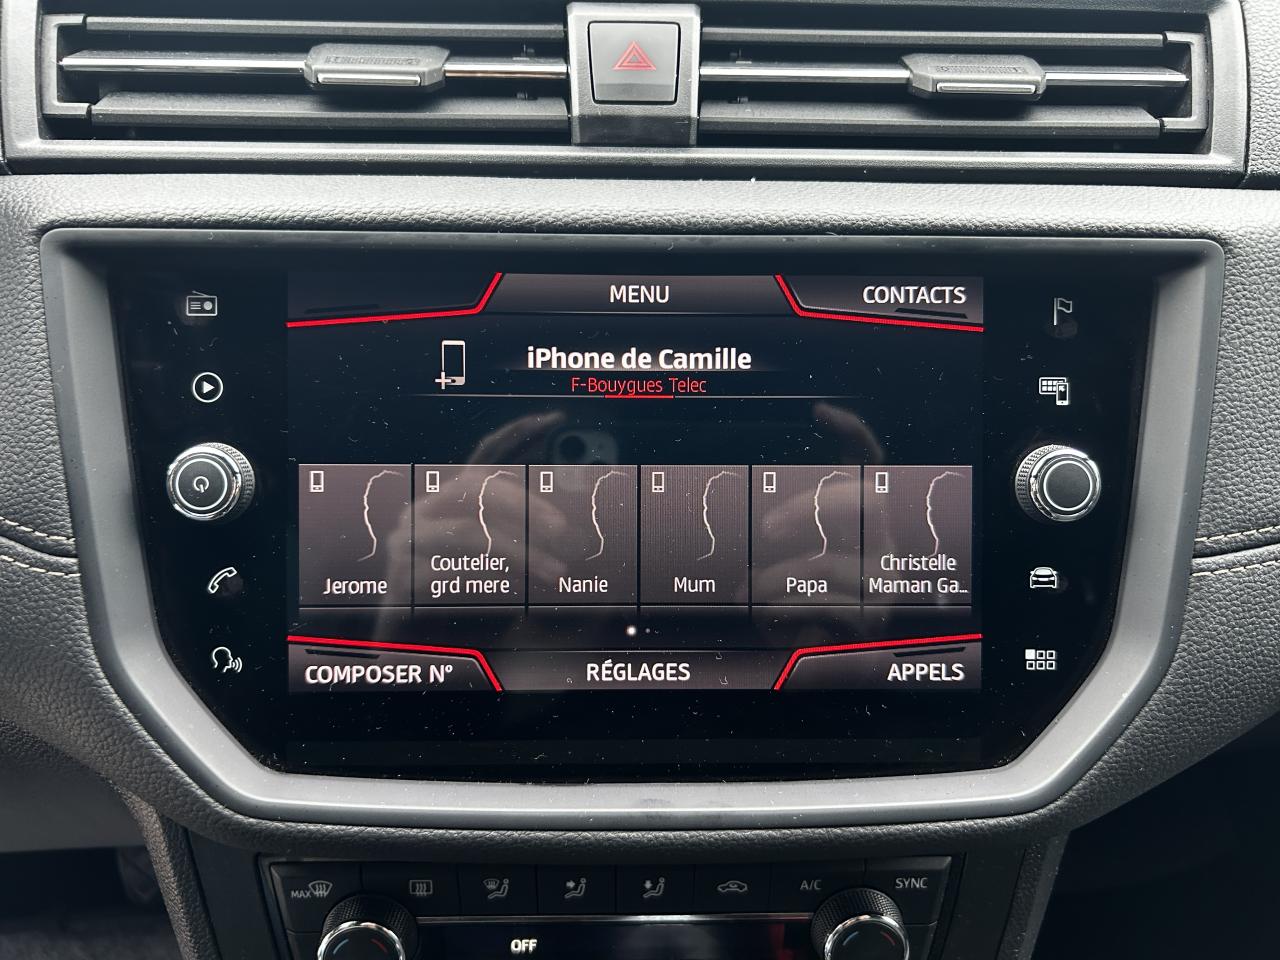 MENU
CONTACTS
iPhone de Camille
F-Bouygues Telec
Jerome
Coutelier,
grd mere
Nanie
Mum
Papa
Christelle
Maman Ga...
COMPOSER N°
RÉGLAGES
APPELS
MAX
A/C
SYNC
OFF